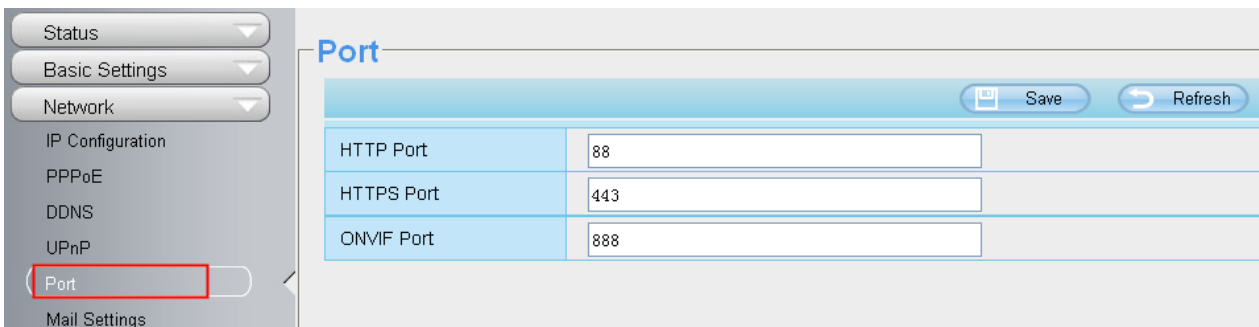 Status
Basic Settings
Network
IP Configuration
PPPoE
DDNS
UPnP
Port
Mail Settings
Port
Save Refresh
HTTP Port 88
HTTPS Port 443
ONVIF Port 888